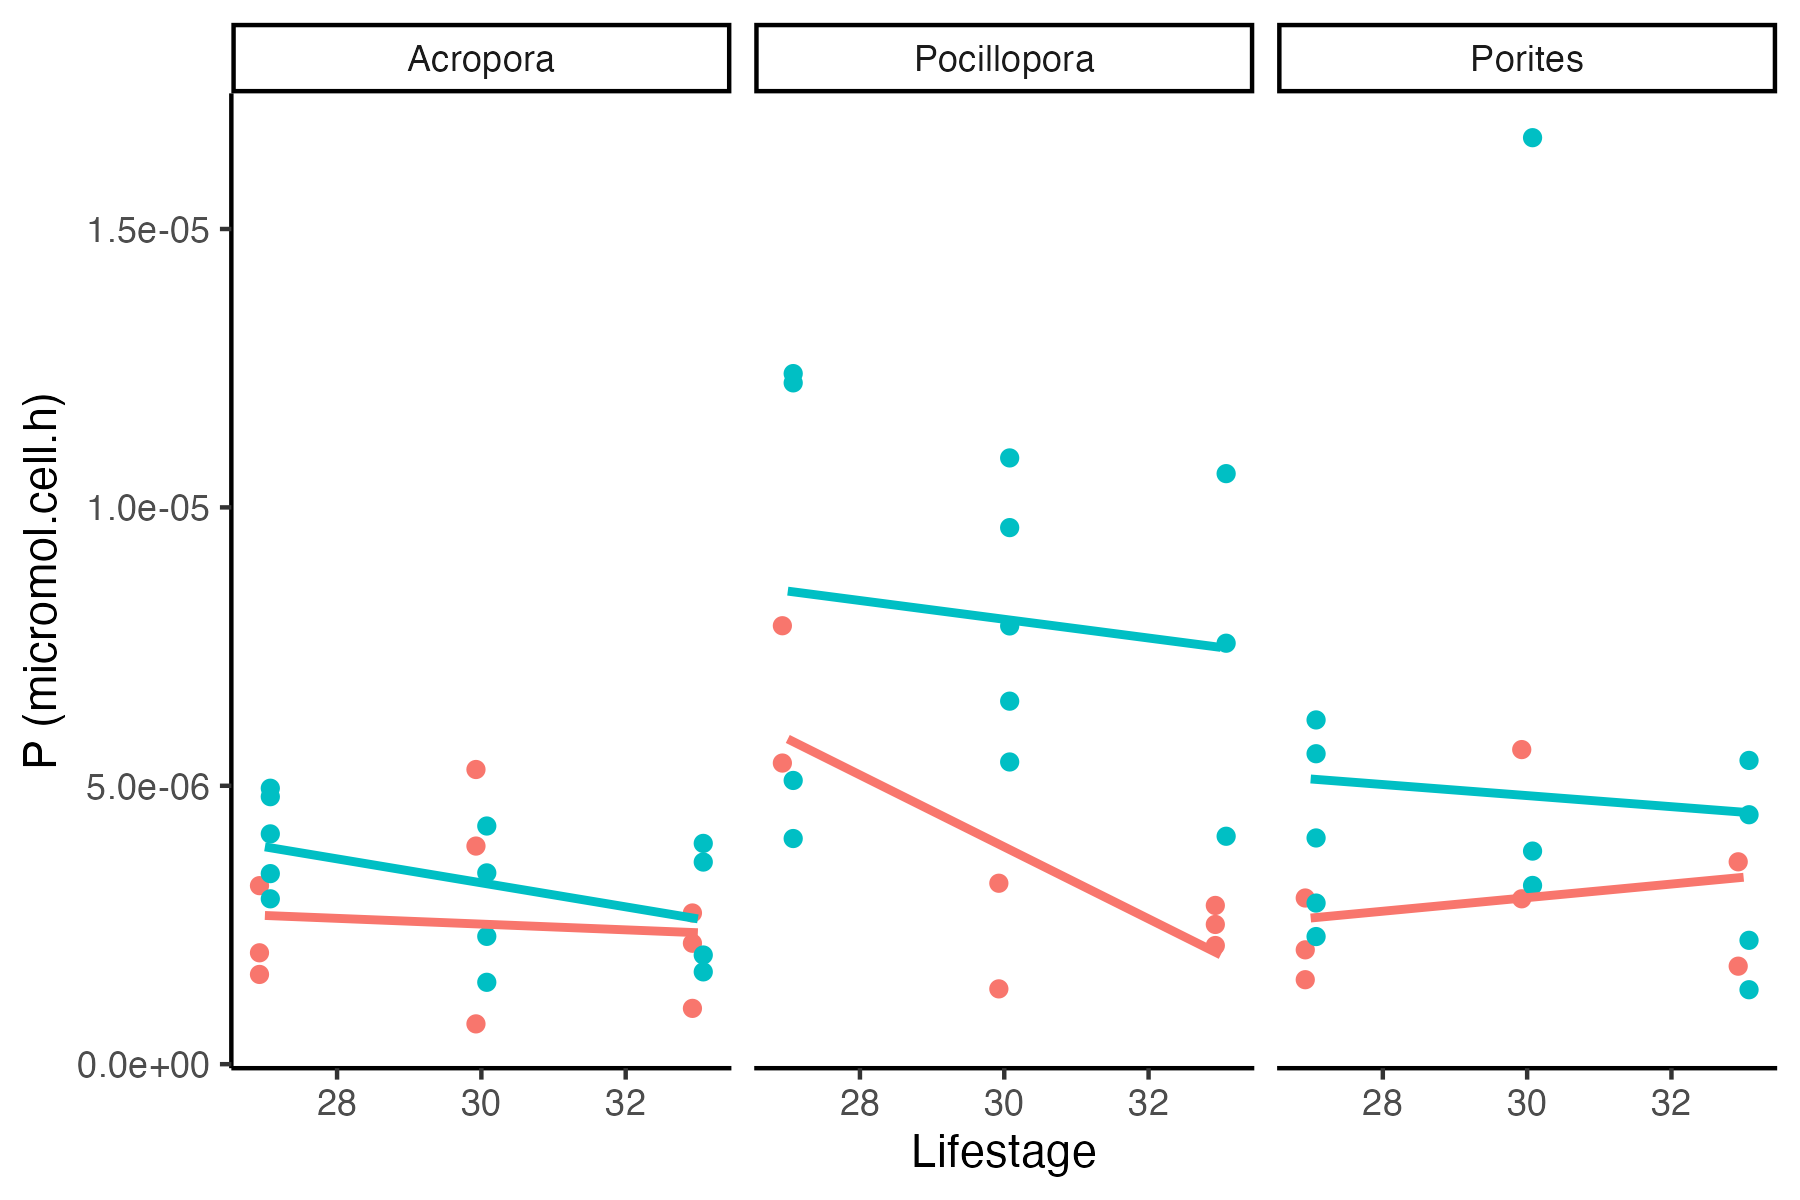 Acropora Pocillopora Porites
P (micromol.cell.h)
1.5e-05
1.0e-05
5.0e-06
0.0e+00
28 30 32 28 30 32 28 30 32
Lifestage